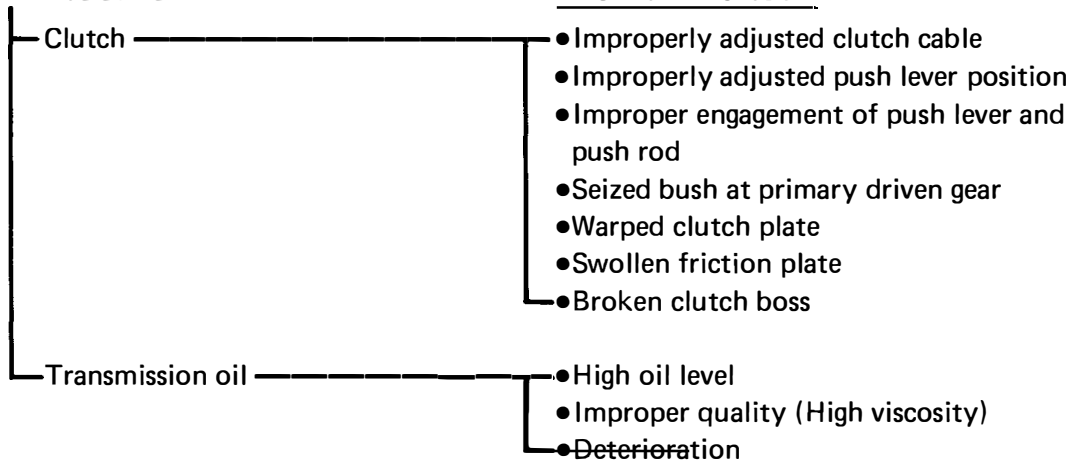 Clutch
●Improperly adjusted clutch cable
●Improperly adjusted push lever position
●Improper engagement of push lever and
push rod
●Seized bush at primary driven gear
●Warped clutch plate
●Swollen friction plate
●Broken clutch boss
Transmission oil
●High oil level
●Improper quality (High viscosity)
●Deterioration